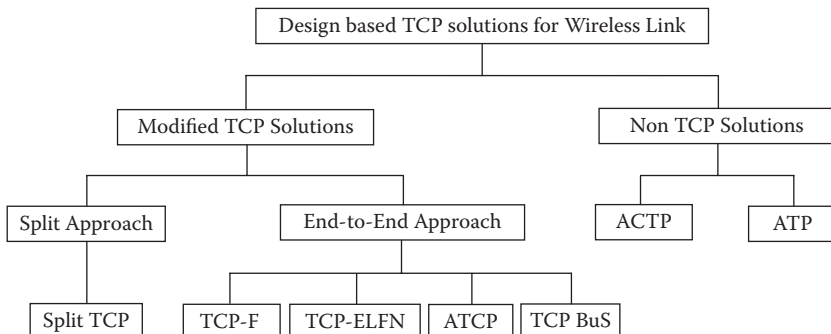 Design based TCP solutions for Wireless Link
Modified TCP Solutions
Non TCP Solutions
Split Approach
End-to-End Approach
ACTP
ATP
Split TCP
TCP-F
TCP-ELFN
ATCP
TCP BuS